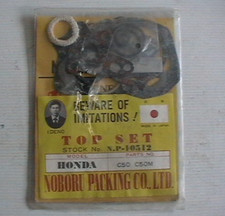 BEWARE OF
IMITATIONS!
TOP SET
STOCK No N.P-10512
MODEL
HONDA
C50 C50M
NOBORU PACKING CO., LTD.